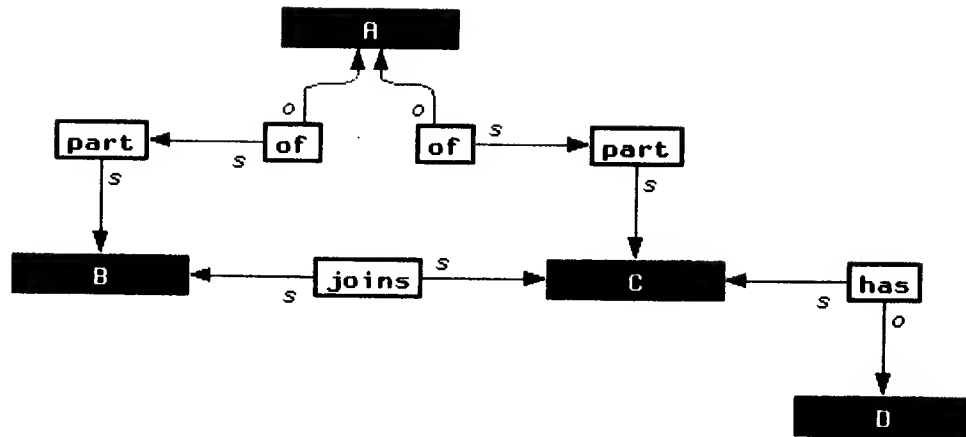 A
o o
part s of of s part
s s
B s joins s C s has
o
D